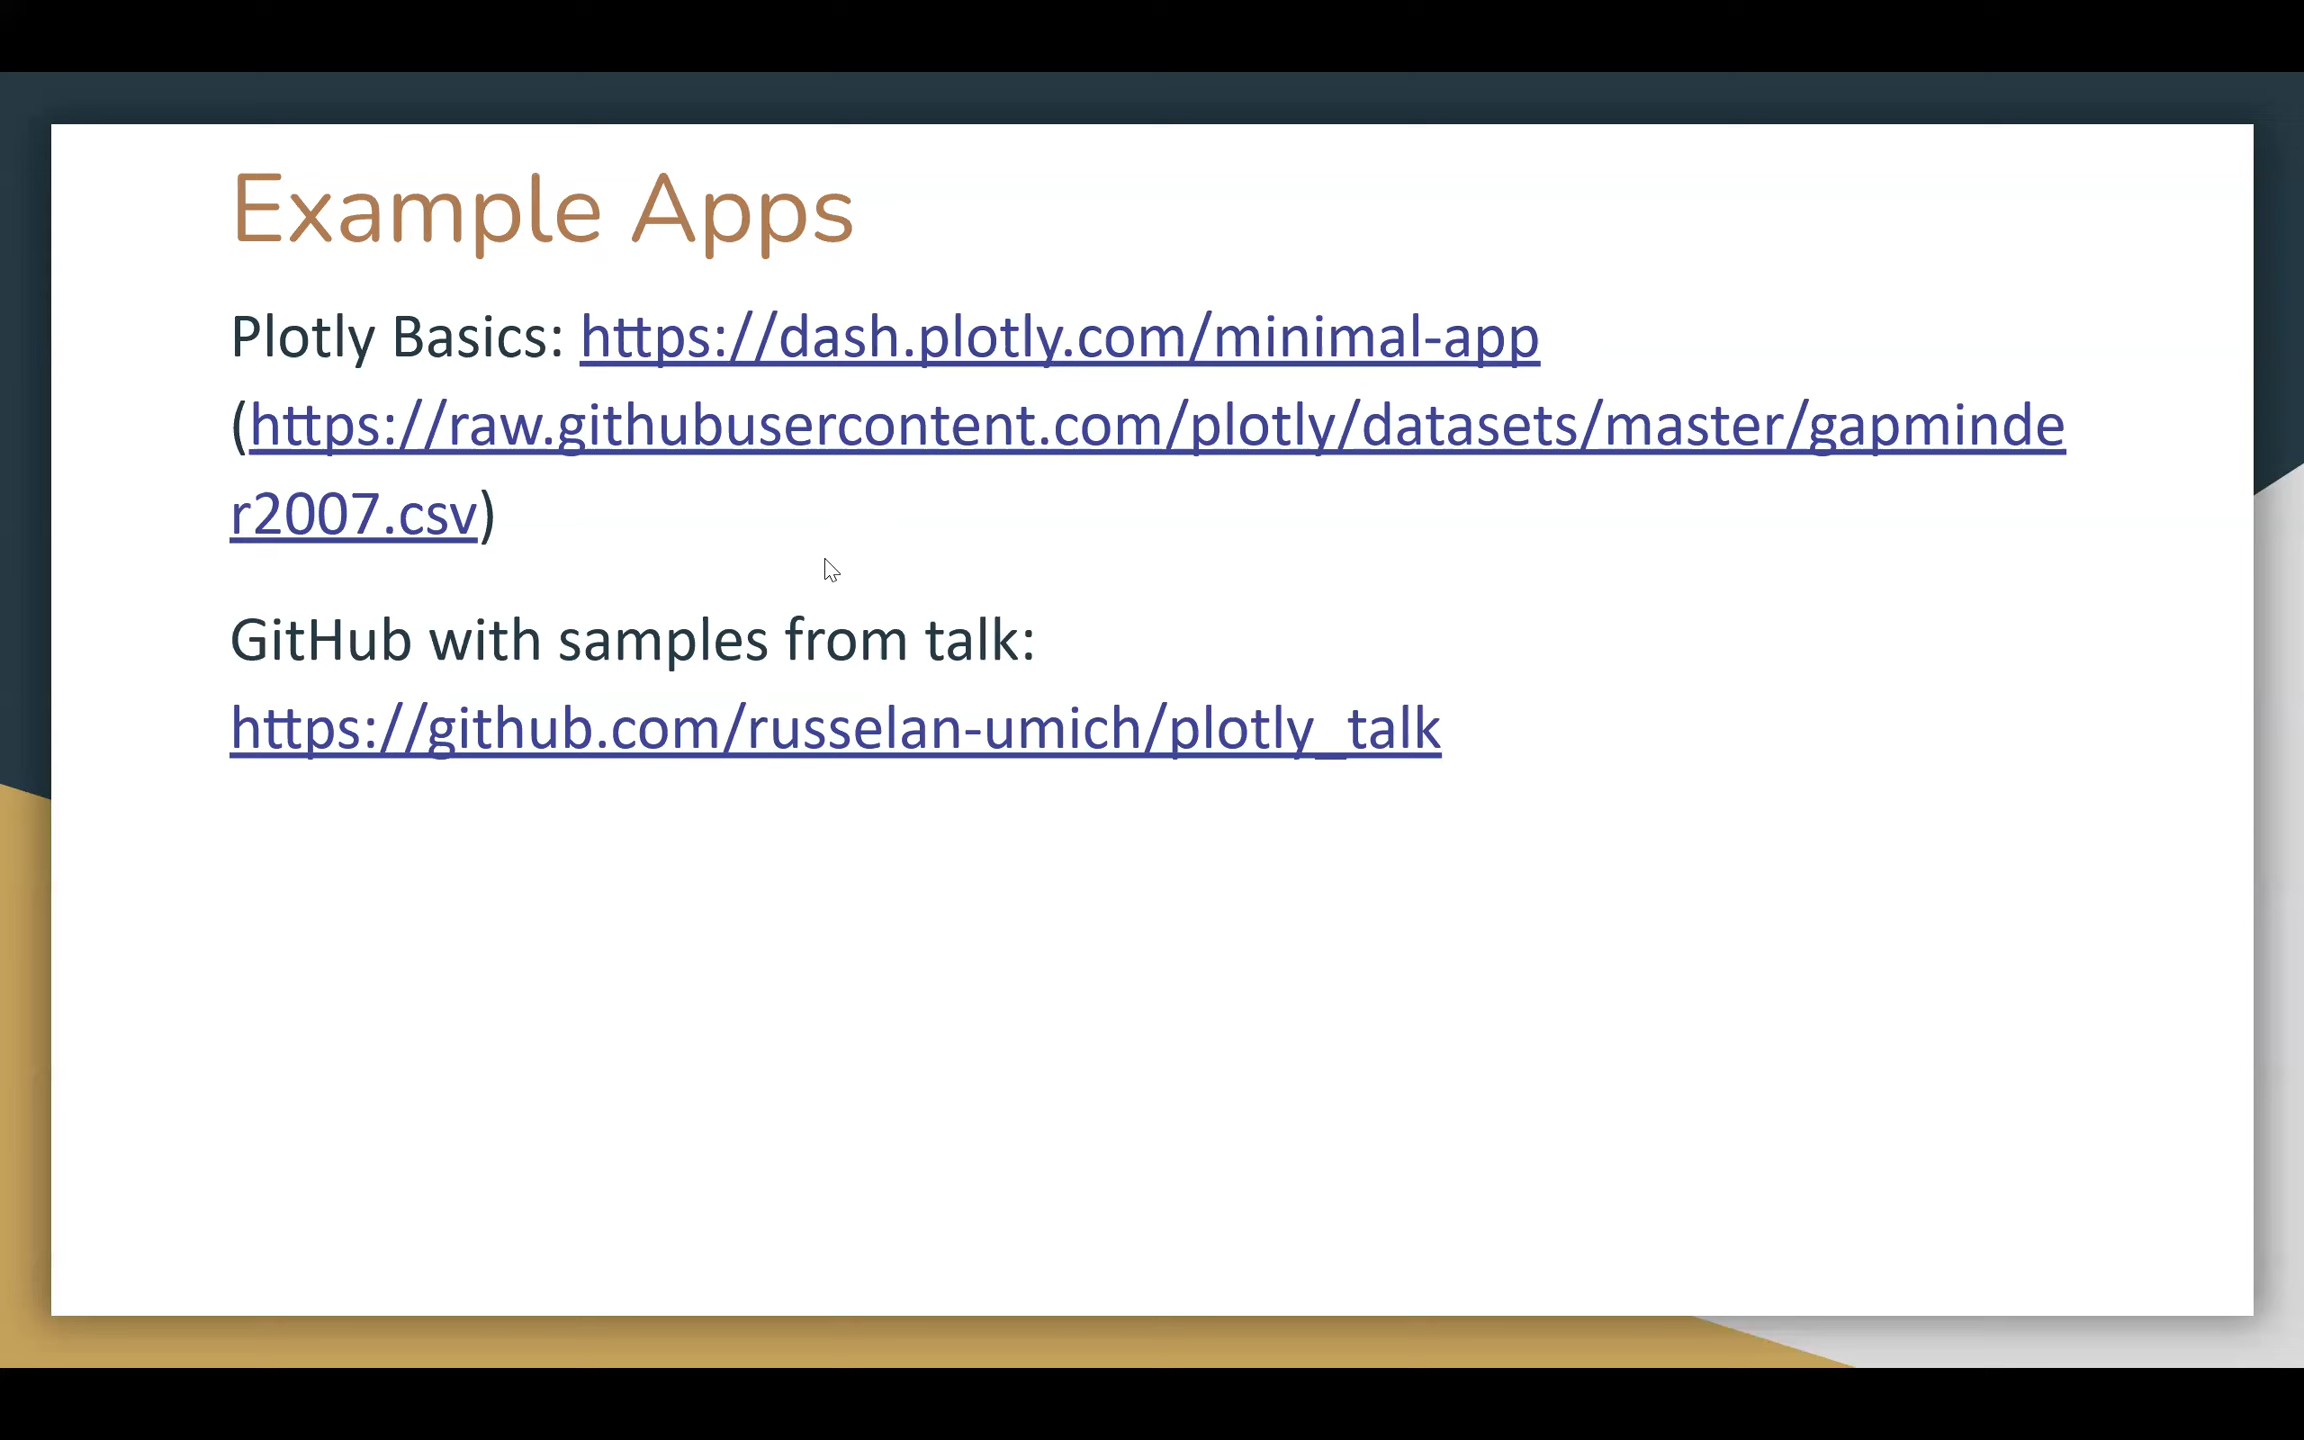 Example Apps
Plotly Basics: https://dash.plotly.com/minimal-app
(https://raw.githubusercontent.com/plotly/datasets/master/gapminde
r2007.csv)
GitHub with samples from talk:
https://github.com/russelan-umich/plotly_talk